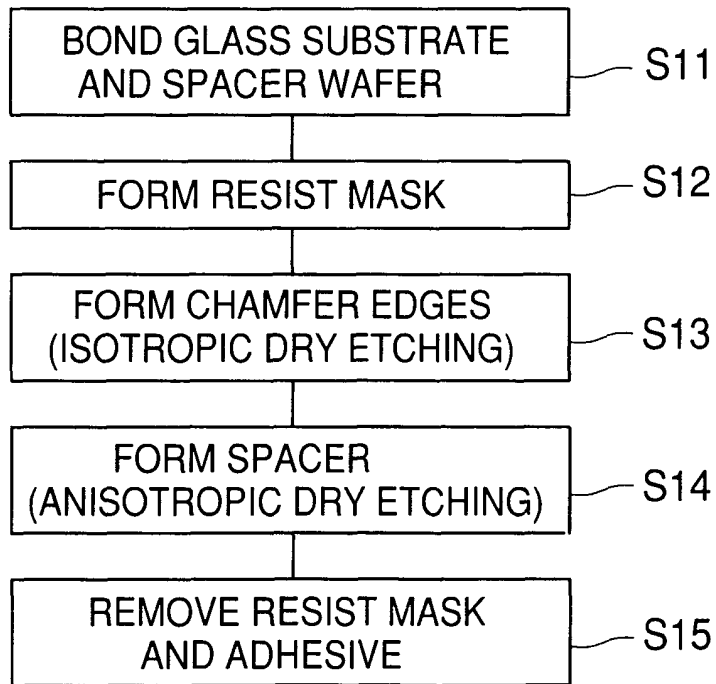 BOND GLASS SUBSTRATE
AND SPACER WAFER
S11
FORM RESIST MASK
S12
FORM CHAMFER EDGES
(ISOTROPIC DRY ETCHING)
S13
FORM SPACER
(ANISOTROPIC DRY ETCHING)
S14
REMOVE RESIST MASK
AND ADHESIVE
S15